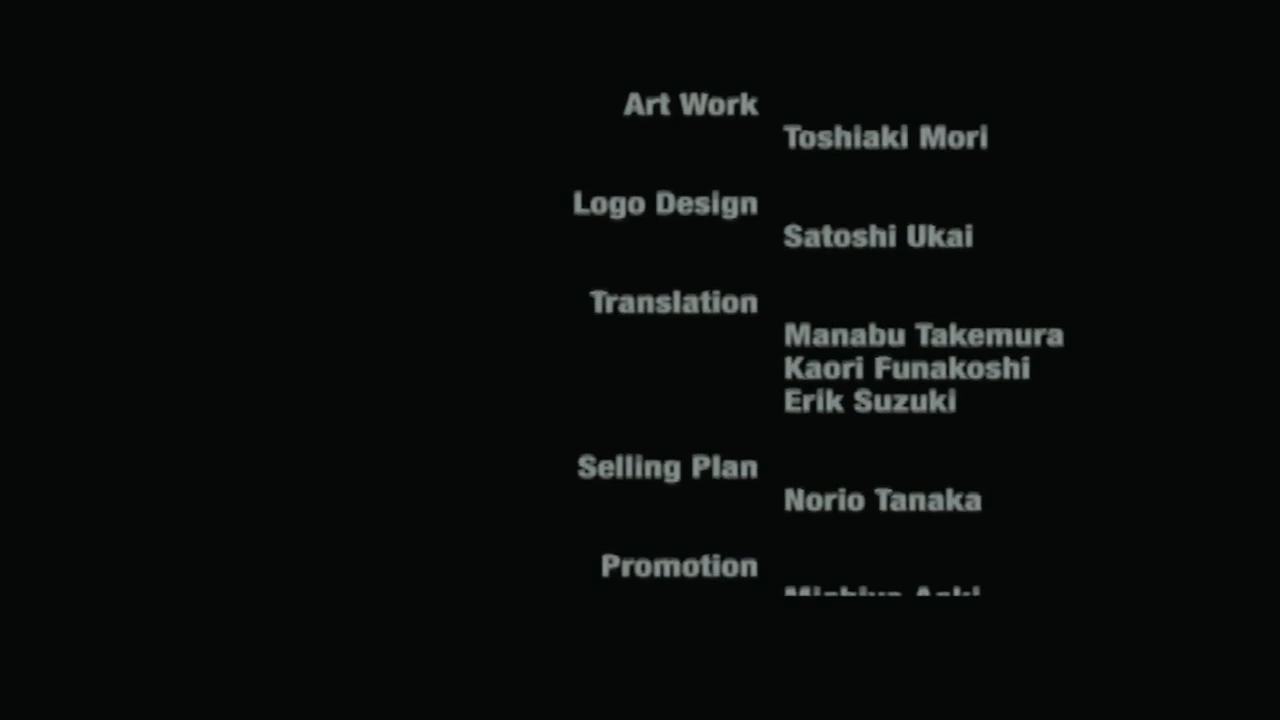 Art Work
Toshiaki Mori
Logo Design
Satoshi Ukai
Translation
Manabu Takemura
Kaori Funakoshi
Erik Suzuki
Selling Plan
Norio Tanaka
Promotion